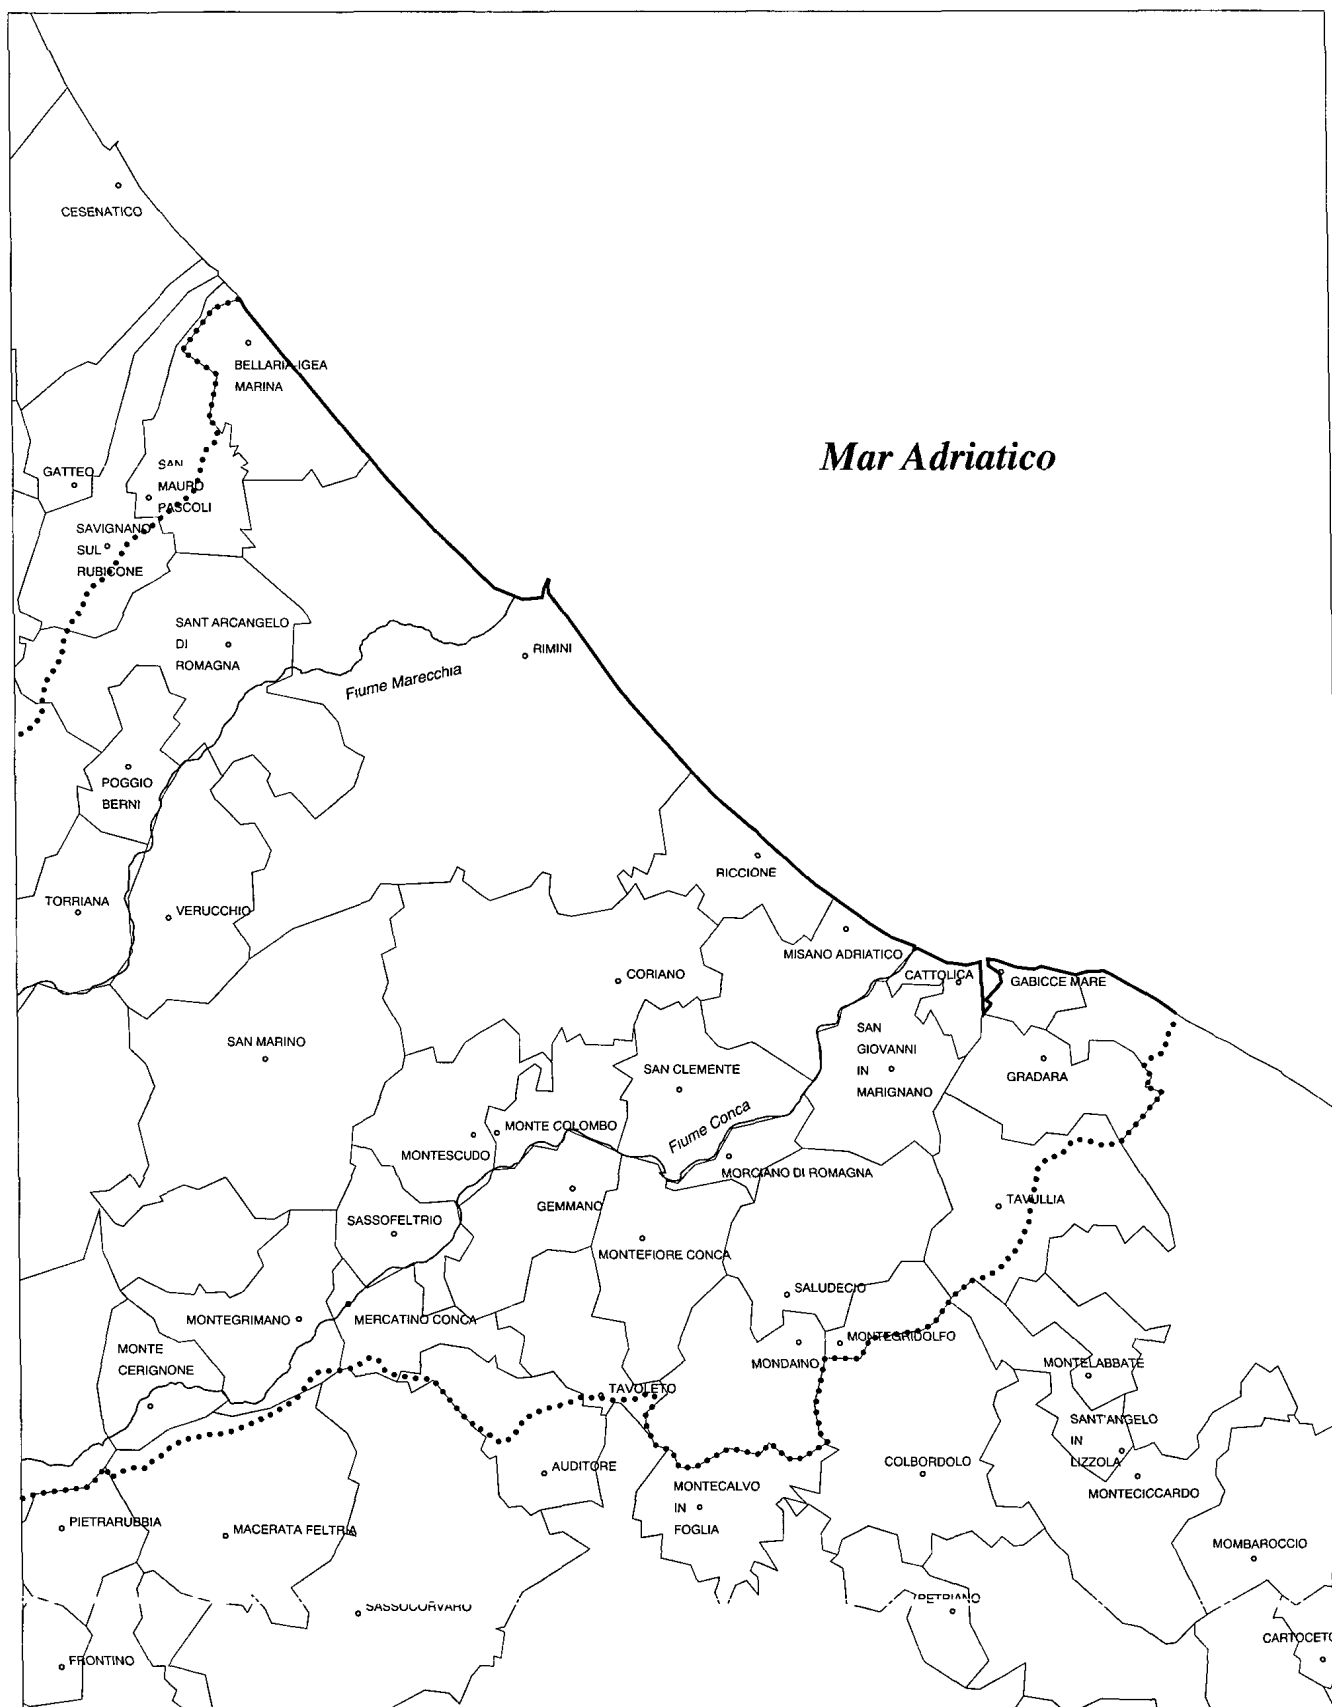 CESENATICO
BELLARIA-IGEA
MARINA
Mar Adriatico
GATTEO
SAN
MAURO
PASCOLI
SAVIGNANO
SUL
RUBICONE
SANT ARCANGELO
DI
ROMAGNA
RIMINI
Fiume Marecchia
POGGIO
BERNI
RICCIONE
TORRIANA
VERUCCHIO
MISANO ADRIATICO
CORIANO
CATTOLICA
GABICCE MARE
SAN MARINO
SAN
GIOVANNI
IN
MARIGNANO
SAN CLEMENTE
GRADARA
Fiume Conca
MONTE COLOMBO
MONTESCUDO
MORCIANO DI ROMAGNA
GEMMANO
TAVULLIA
SASSOFELTRIO
MONTEFIORE CONCA
SALUDECIO
MONTEGRIMANO
MERCATINO CONCA
MONTEGRIDOLFO
MONTE
CERIGNONE
MONDAINO
MONTELABBATE
TAVOLETO
SANT'ANGELO
IN
LIZZOLA
COLBORDOLO
AUDITORE
MONTECALVO
IN
FOGLIA
MONTECICCARDO
PIETRARUBBIA
MACERATA FELTRIA
MOMBAROCCIO
PETRIANO
SASSOCORVARO
CARTOCETO
FRONTINO